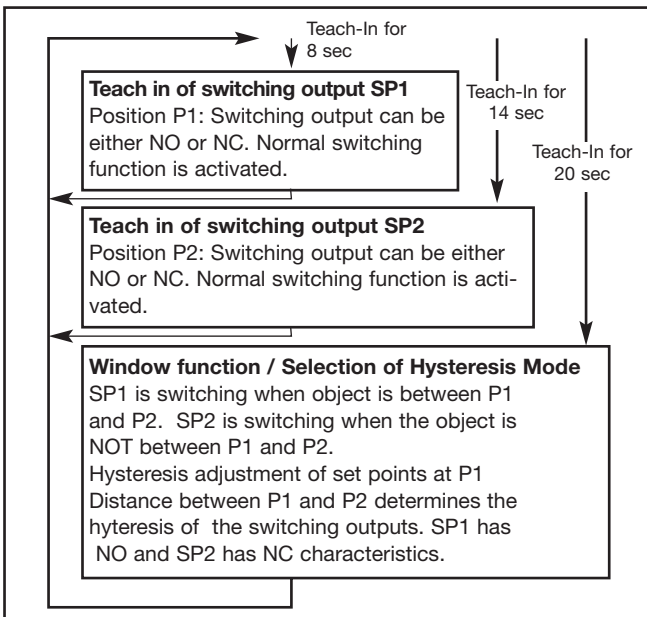 Teach-In for
8 sec
Teach in of switching output SP1
Position P1: Switching output can be
either NO or NC. Normal switching
function is activated.
Teach-In for
14 sec
Teach-In for
20 sec
Teach in of switching output SP2
Position P2: Switching output can be either
NO or NC. Normal switching function is acti-
vated.
Window function / Selection of Hysteresis Mode
SP1 is switching when object is between P1
and P2. SP2 is switching when the object is
NOT between P1 and P2.
Hysteresis adjustment of set points at P1
Distance between P1 and P2 determines the
hyteresis of the switching outputs. SP1 has
NO and SP2 has NC characteristics.